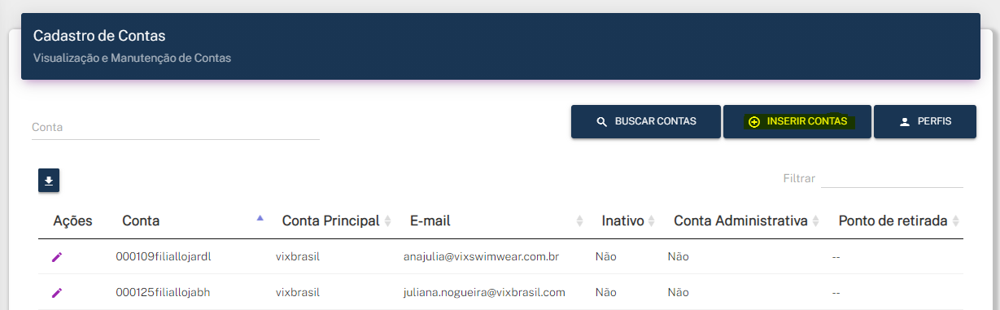 Cadastro de Contas
Visualização e Manutenção de Contas
Conta
BUSCAR CONTAS
INSERIR CONTAS
PERFIS
Filtrar
Ações Conta Conta Principal E-mail Inativo Conta Administrativa Ponto de retirada
000109filiallojardl vixbrasil anajulia@vixswimwear.com.br Não Não --
000125filiallojabh vixbrasil juliana.nogueira@vixbrasil.com Não Não --